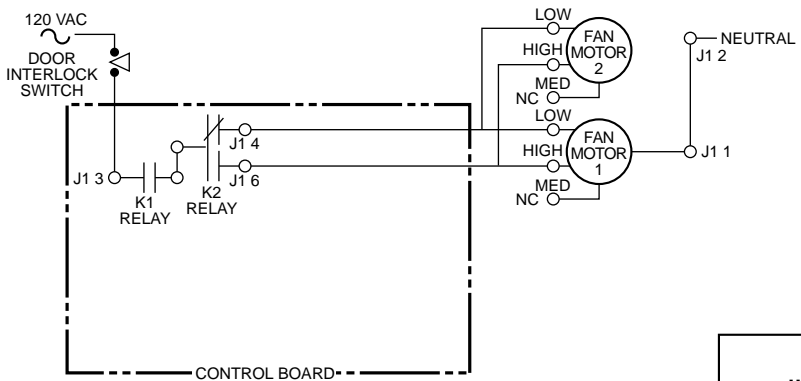 120 VAC
DOOR
INTERLOCK
SWITCH
LOW
HIGH
MED
NC
FAN
MOTOR
2
NEUTRAL
J1 2
J1 3
K1
RELAY
K2
RELAY
J1 4
J1 6
LOW
HIGH
MED
NC
FAN
MOTOR
1
J1 1
CONTROL BOARD